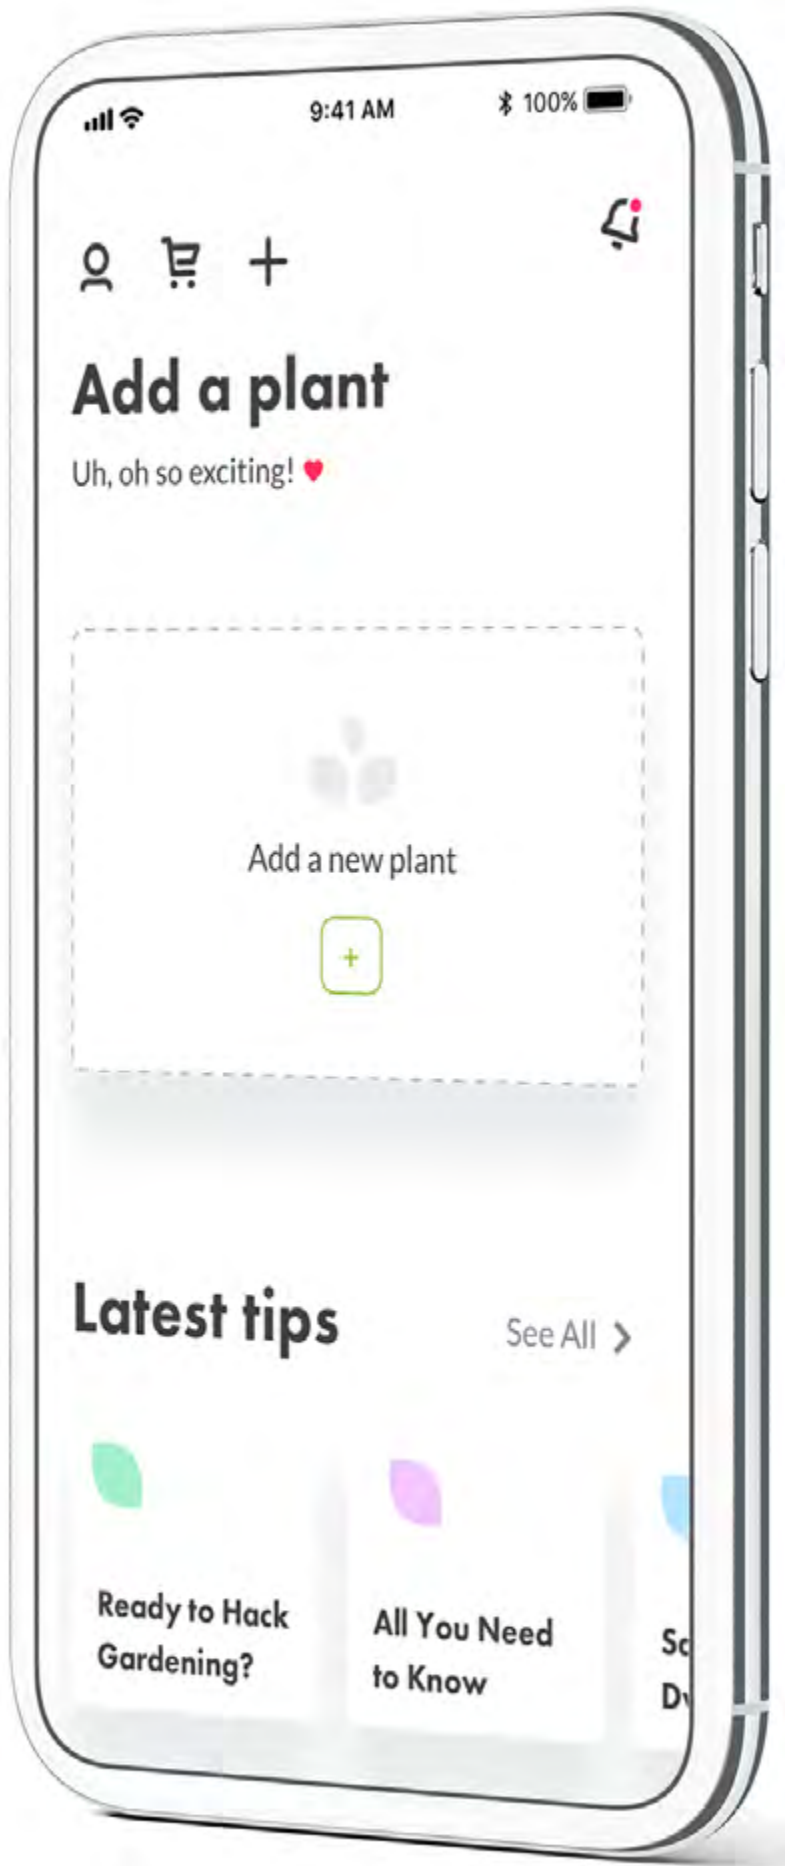 9:41 AM
100%
Add a plant
Uh, oh so exciting!
Add a new plant
+
Latest tips
See All
Ready to Hack
Gardening?
All You Need
to Know